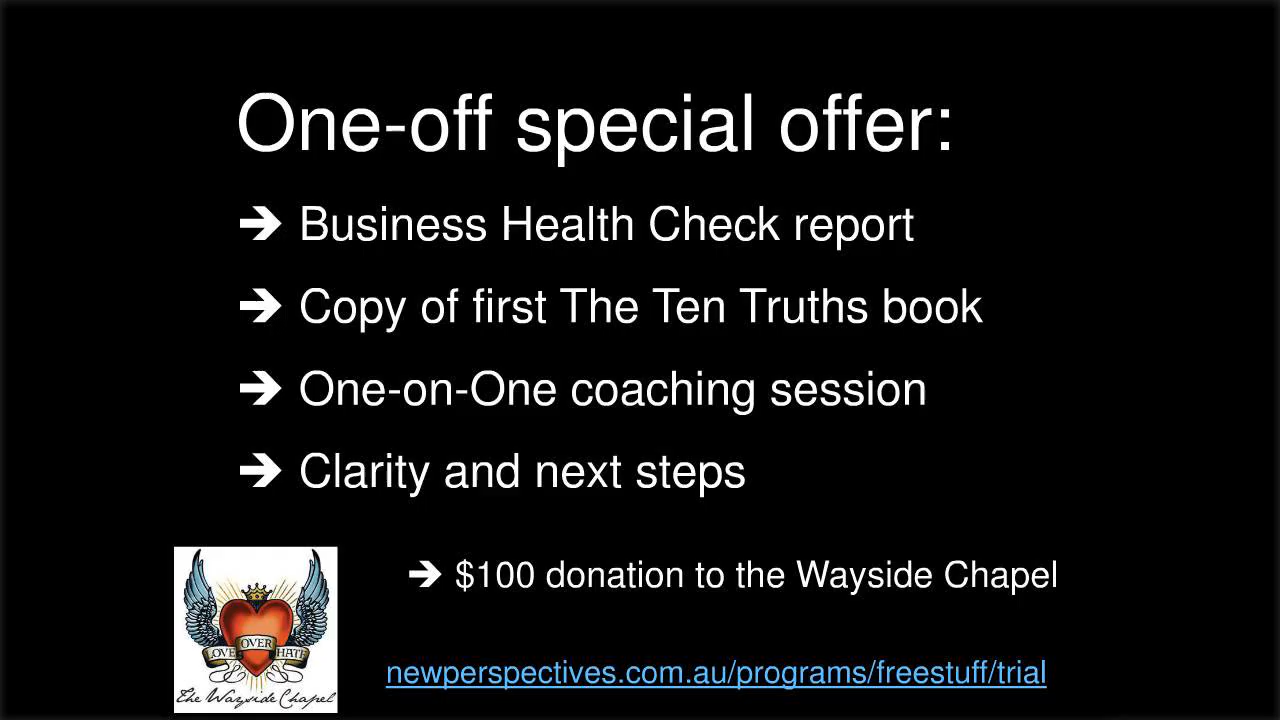 One-off special offer:
➔ Business Health Check report
➔ Copy of first The Ten Truths book
➔ One-on-One coaching session
➔ Clarity and next steps
➔ $100 donation to the Wayside Chapel
LOVE OVER HATE
The Wayside Chapel
newperspectives.com.au/programs/freestuff/trial